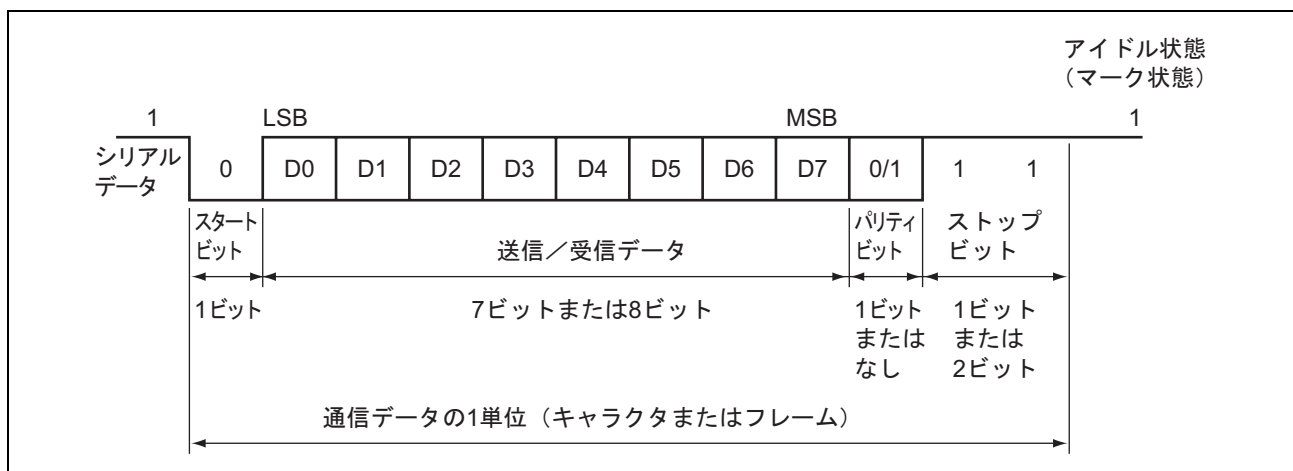 アイドル状態
（マーク状態）
1 LSB MSB 1
シリアル
データ
0 D0 D1 D2 D3 D4 D5 D6 D7 0/1 1 1
スタート
ビット
送信／受信データ
パリティ
ビット
ストップ
ビット
1ビット
7ビットまたは8ビット
1ビット
または
なし
1ビット
または
2ビット
通信データの1単位（キャラクタまたはフレーム）